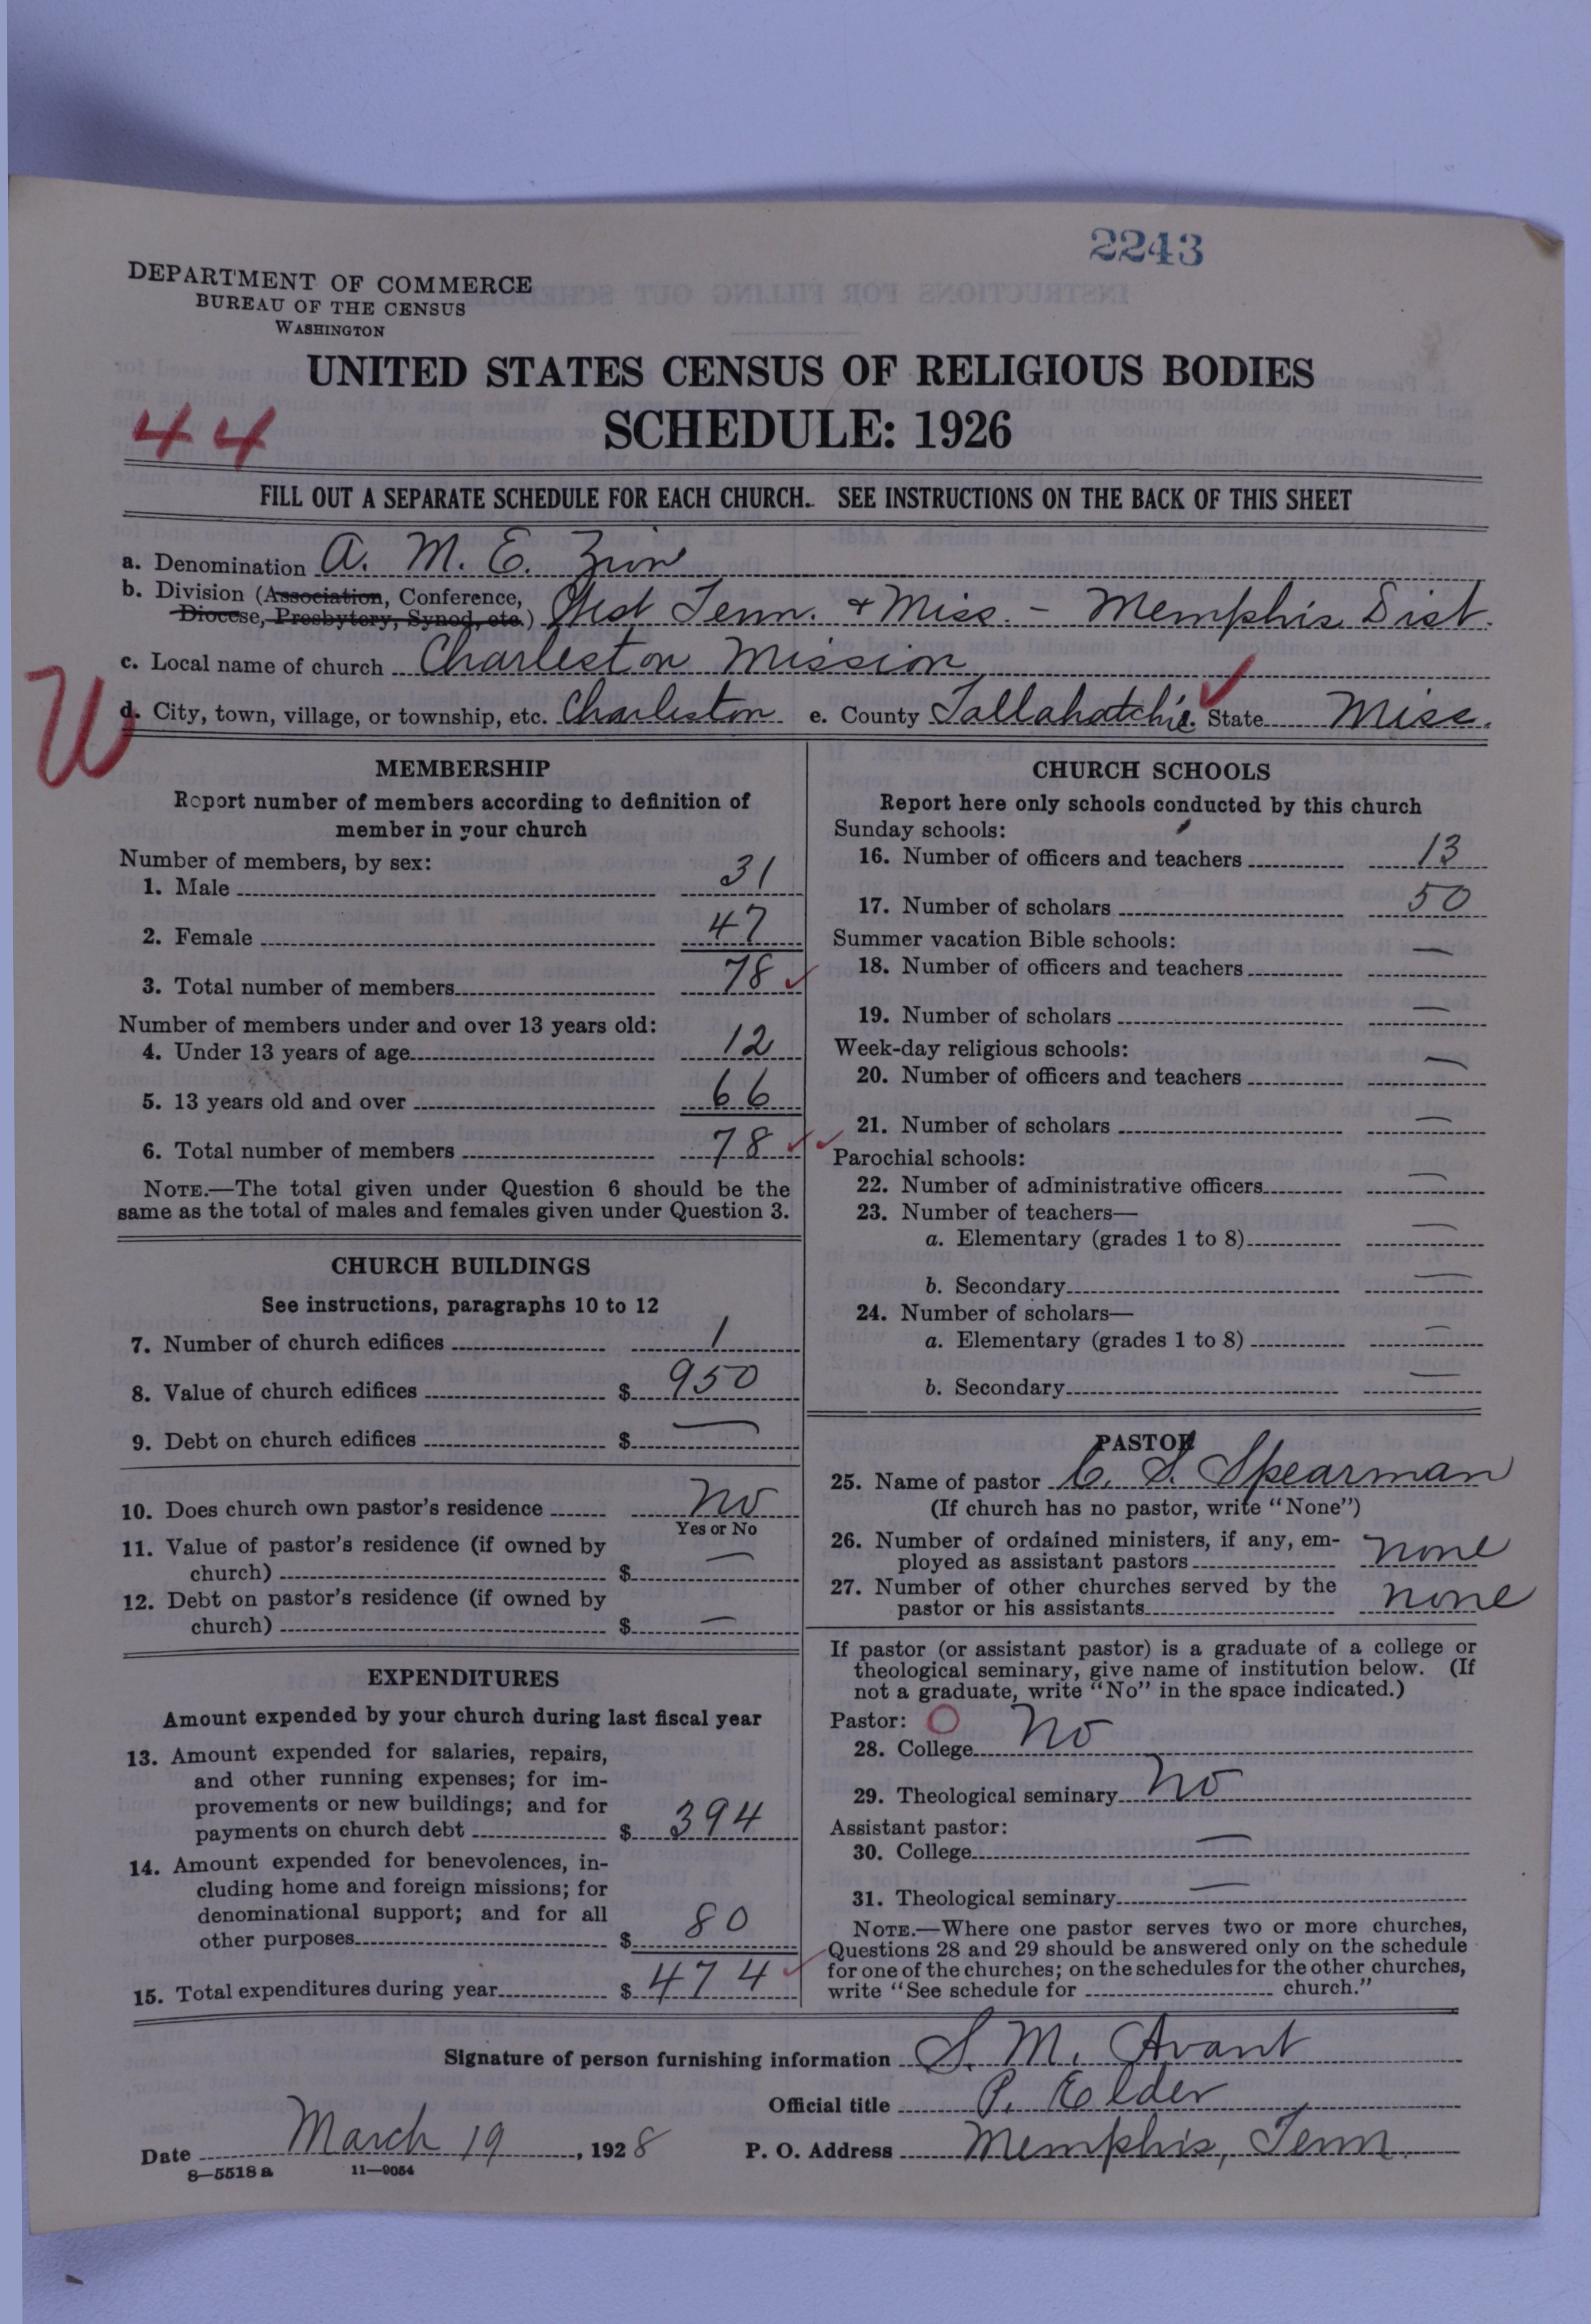 2243
DEPARTMENT OF COMMERCE
BUREAU OF THE CENSUS
WASHINGTON
UNITED STATES CENSUS OF RELIGIOUS BODIES
44
SCHEDULE: 1926
FILL OUT A SEPARATE SCHEDULE FOR EACH CHURCH. SEE INSTRUCTIONS ON THE BACK OF THIS SHEET
a. Denomination A. M. E. Zion
b. Division (Association, Conference,
Diocese, Presbytery, Synod, etc.) West Tenn. + Miss. - Memphis Dist.
c. Local name of church Charleston Mission
W
d. City, town, village, or township, etc. Charleston e. County Tallahatchie. State Miss.
MEMBERSHIP
Report number of members according to definition of
member in your church
Number of members, by sex:
1. Male 31
2. Female 47
3. Total number of members 78
Number of members under and over 13 years old:
4. Under 13 years of age 12
5. 13 years old and over 66
6. Total number of members 78
NOTE.—The total given under Question 6 should be the
same as the total of males and females given under Question 3.
CHURCH BUILDINGS
See instructions, paragraphs 10 to 12
7. Number of church edifices 1
8. Value of church edifices $ 950
9. Debt on church edifices $ —
10. Does church own pastor's residence No
Yes or No
11. Value of pastor's residence (if owned by
church) $ —
12. Debt on pastor's residence (if owned by
church) $ —
EXPENDITURES
Amount expended by your church during last fiscal year
13. Amount expended for salaries, repairs,
and other running expenses; for im-
provements or new buildings; and for
payments on church debt $ 394
14. Amount expended for benevolences, in-
cluding home and foreign missions; for
denominational support; and for all
other purposes $ 80
15. Total expenditures during year $ 474
CHURCH SCHOOLS
Report here only schools conducted by this church
Sunday schools:
16. Number of officers and teachers 13
17. Number of scholars 50
Summer vacation Bible schools:
18. Number of officers and teachers —
19. Number of scholars —
Week-day religious schools:
20. Number of officers and teachers —
21. Number of scholars —
Parochial schools:
22. Number of administrative officers —
23. Number of teachers—
a. Elementary (grades 1 to 8) —
b. Secondary —
24. Number of scholars—
a. Elementary (grades 1 to 8) —
b. Secondary —
PASTOR
25. Name of pastor C. S. Spearman
(If church has no pastor, write "None")
26. Number of ordained ministers, if any, em-
ployed as assistant pastors none
27. Number of other churches served by the
pastor or his assistants none
If pastor (or assistant pastor) is a graduate of a college or
theological seminary, give name of institution below. (If
not a graduate, write "No" in the space indicated.)
Pastor: O
28. College No
29. Theological seminary No
Assistant pastor:
30. College —
31. Theological seminary —
NOTE.—Where one pastor serves two or more churches,
Questions 28 and 29 should be answered only on the schedule
for one of the churches; on the schedules for the other churches,
write "See schedule for church."
Signature of person furnishing information S. M. Avant
Official title P. Elder
Date March 19, 1928 P. O. Address Memphis, Tenn.
8—5518 a 11—9054